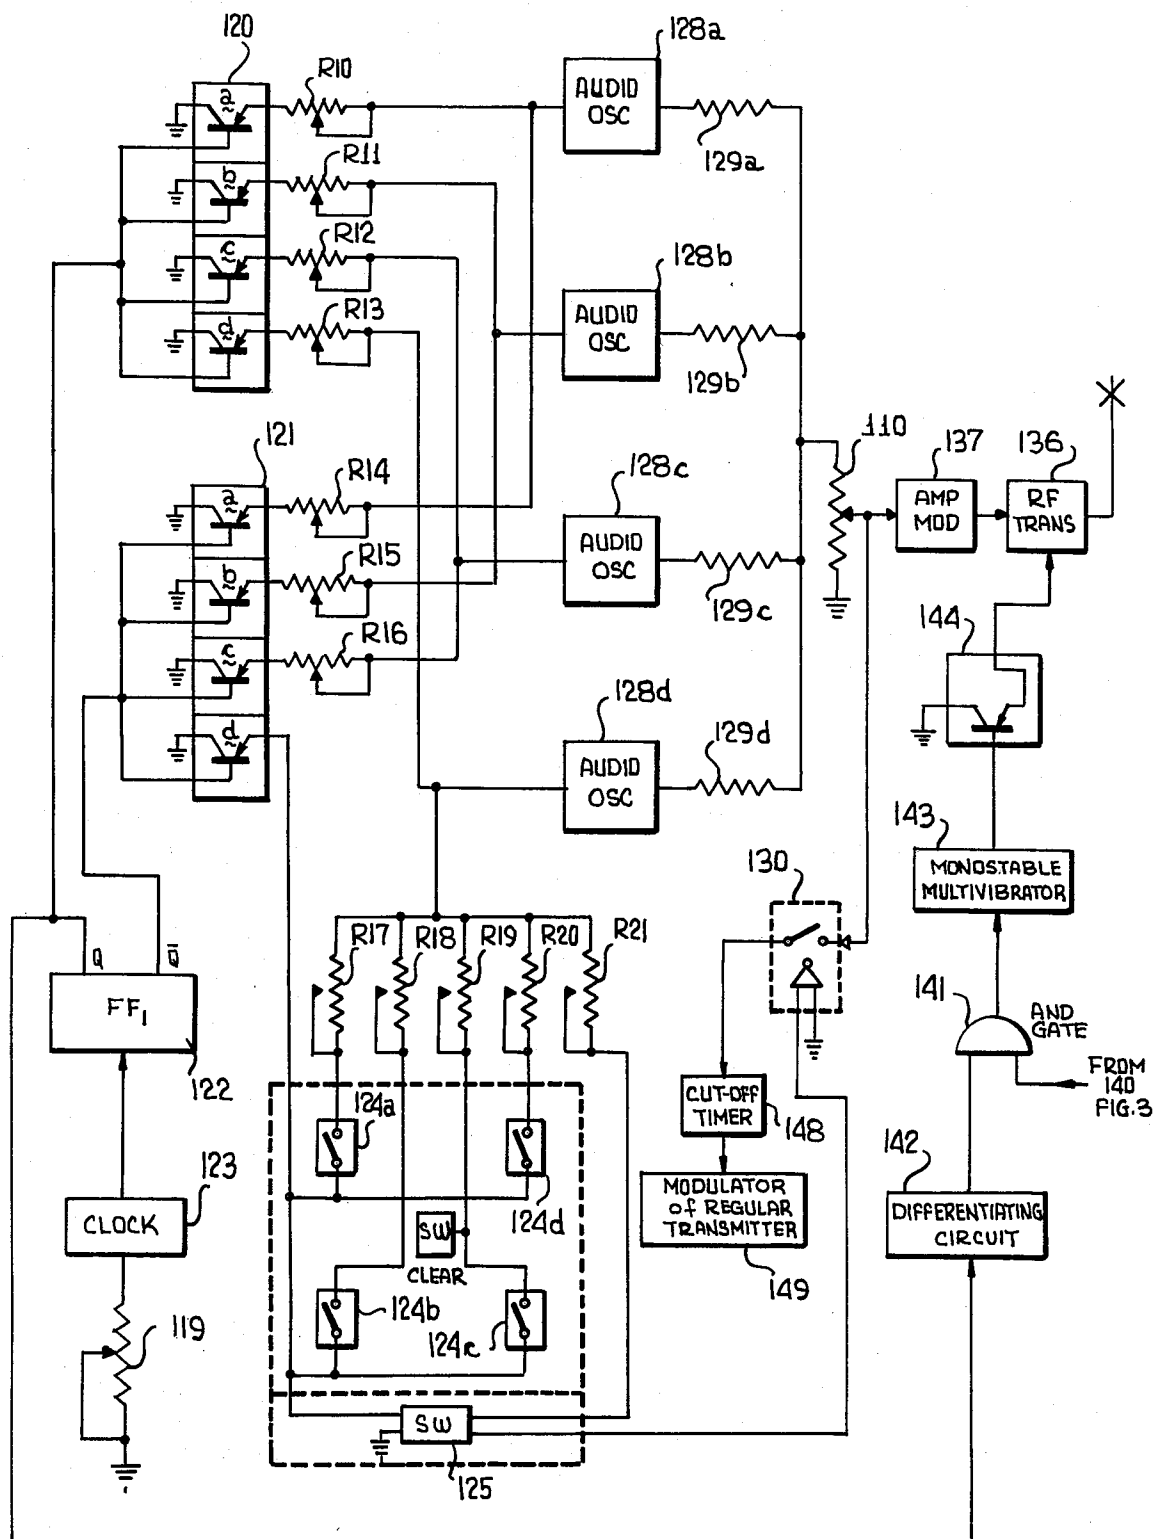 120
128a
R10
a
AUDIO
OSC
129a
R11
b
R12
c
128b
R13
d
AUDIO
OSC
129b
121
110
137
136
128c
R14
a
AMP
MOD
RF
TRANS
AUDIO
OSC
R15
b
129c
144
R16
c
128d
129d
d
AUDIO
OSC
143
130
MONOSTABLE
MULTIVIBRATOR
R17
R18
R19
R20
R21
Q
Q̅
FF1
141
AND
GATE
122
FROM
140
FIG.3
124a
CUT-OFF
TIMER
148
142
123
CLOCK
124d
SW
CLEAR
MODULATOR
of REGULAR
TRANSMITTER
DIFFERENTIATING
CIRCUIT
149
124b
124c
119
SW
125